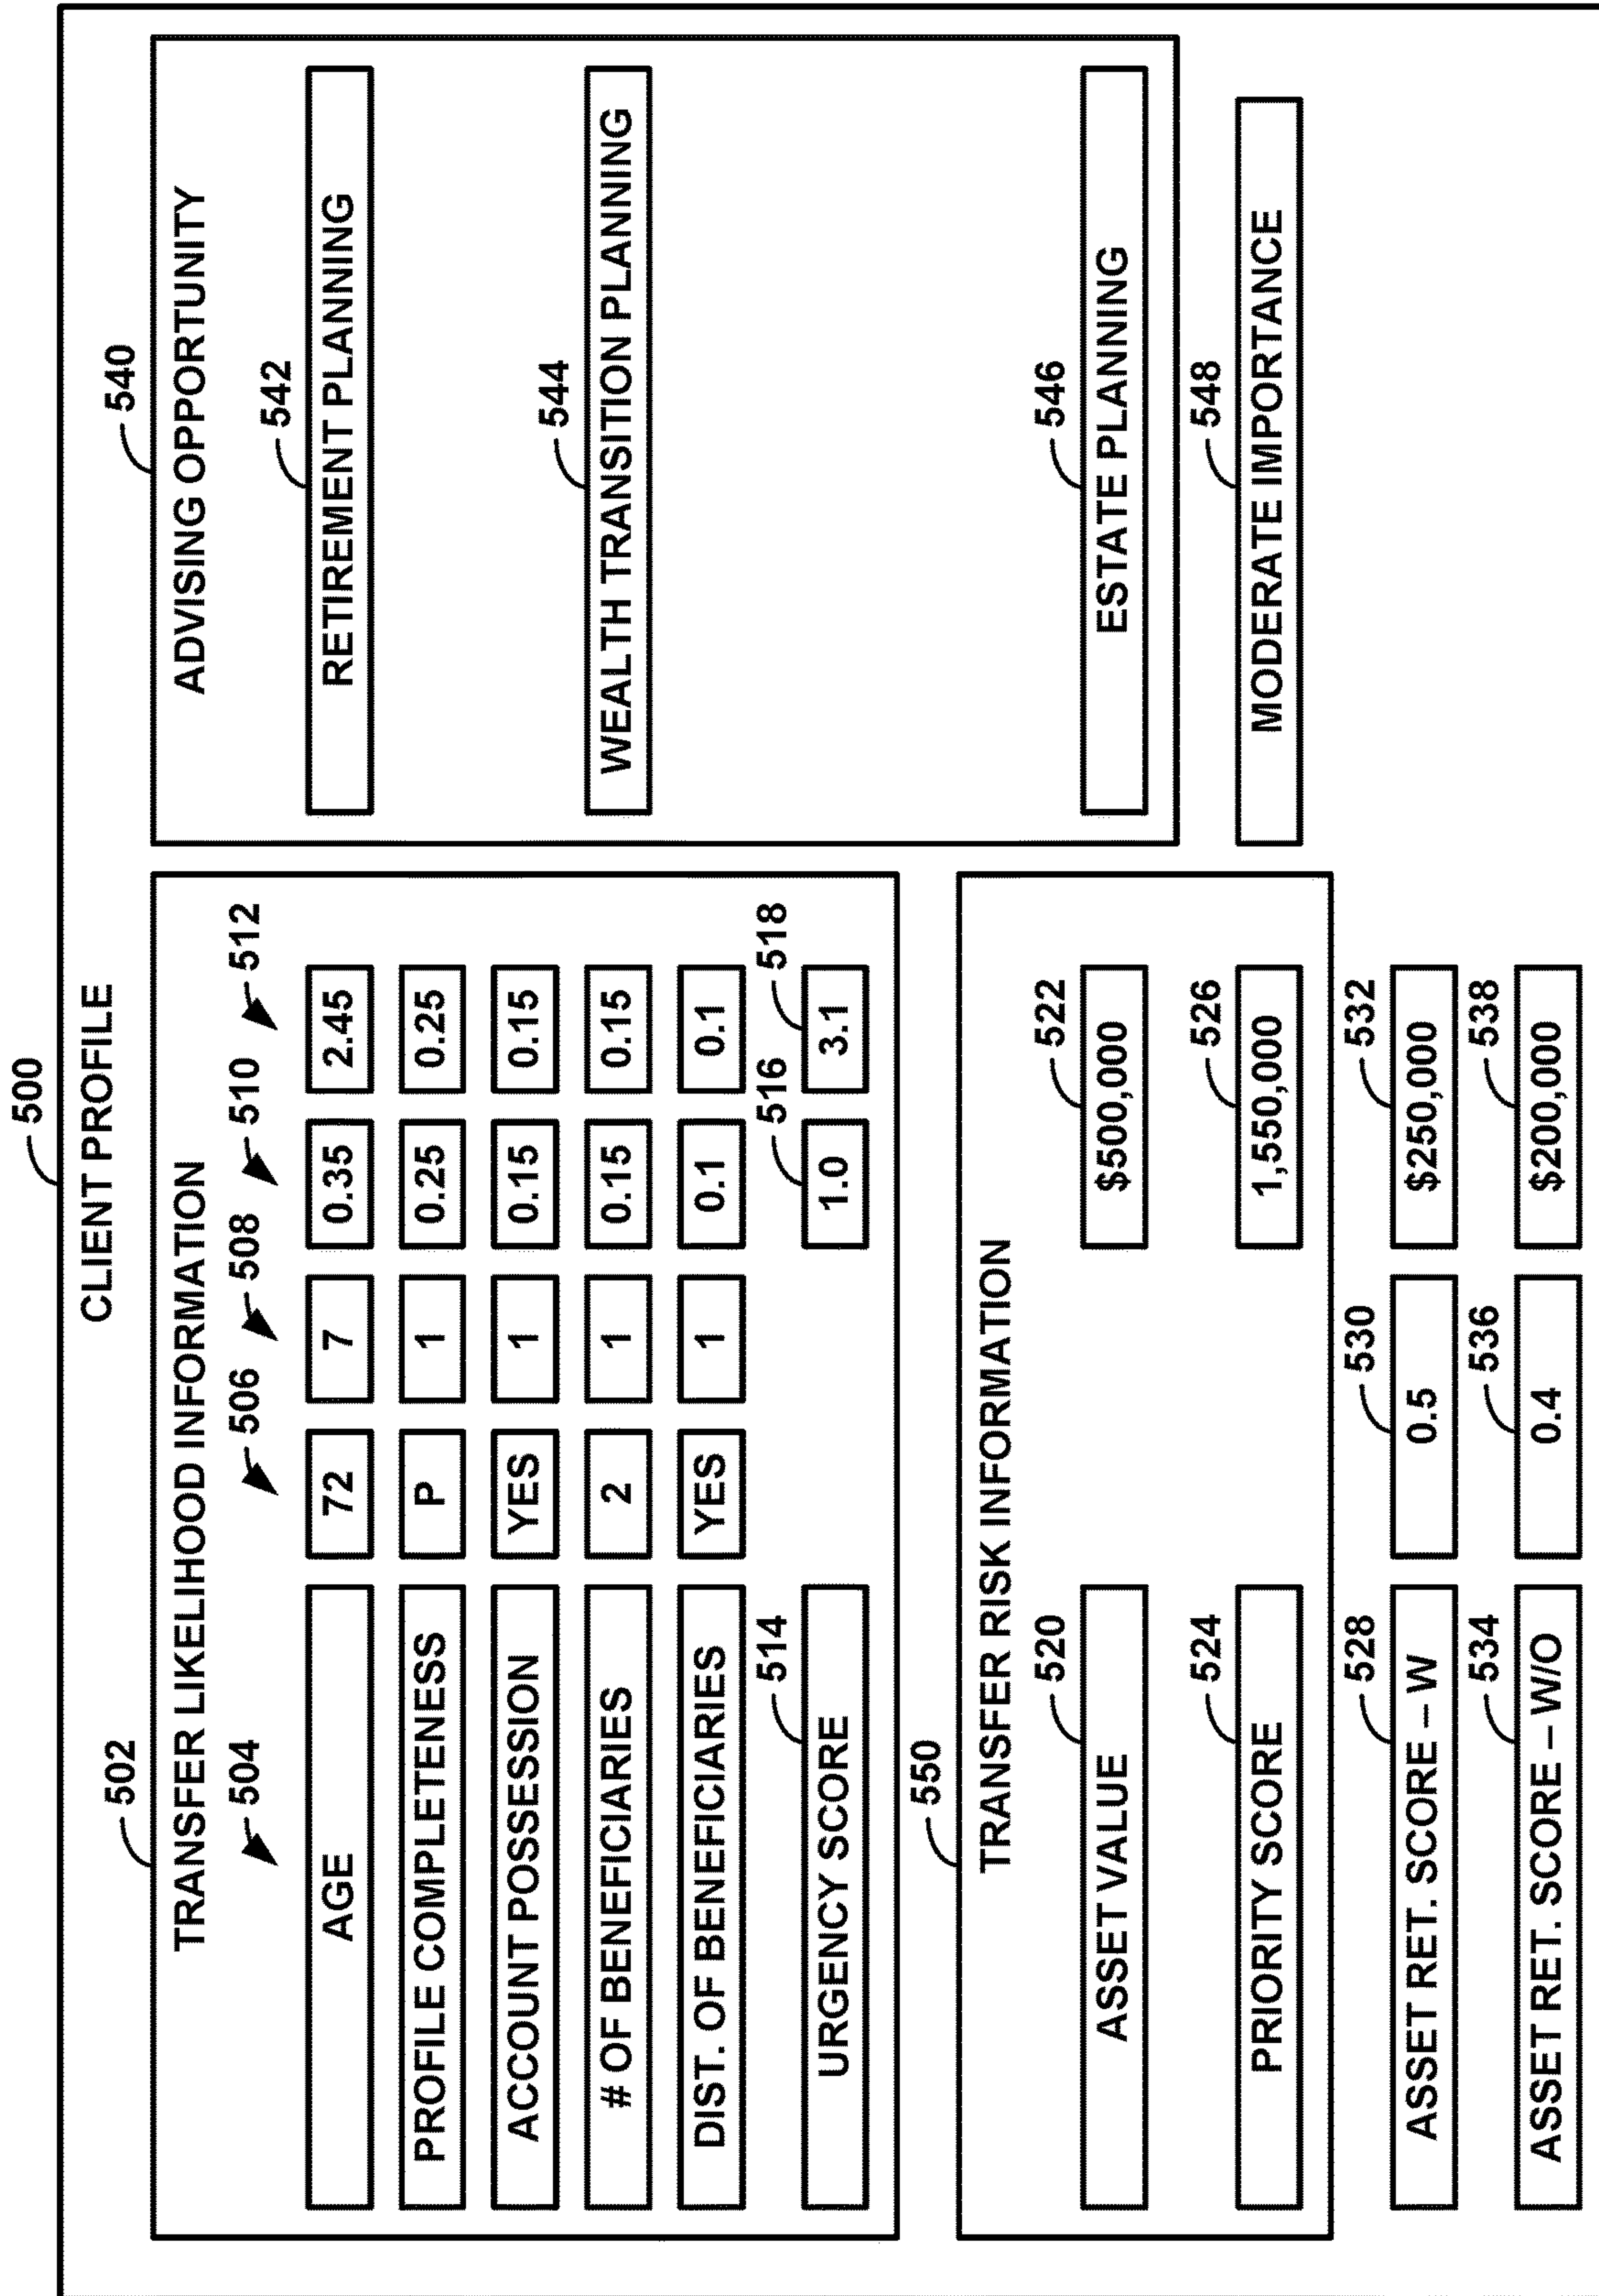 500
CLIENT PROFILE
502
TRANSFER LIKELIHOOD INFORMATION
504 506 508 510 512
AGE 72 7 0.35 2.45
PROFILE COMPLETENESS P 1 0.25 0.25
ACCOUNT POSSESSION YES 1 0.15 0.15
# OF BENEFICIARIES 2 1 0.15 0.15
DIST. OF BENEFICIARIES YES 1 0.1 0.1
514 516 518
URGENCY SCORE 1.0 3.1
550
TRANSFER RISK INFORMATION
520 522
ASSET VALUE $500,000
524 526
PRIORITY SCORE 1,550,000
528 530 532
ASSET RET. SCORE – W 0.5 $250,000
534 536 538
ASSET RET. SCORE – W/O 0.4 $200,000
540
ADVISING OPPORTUNITY
542
RETIREMENT PLANNING
544
WEALTH TRANSITION PLANNING
546
ESTATE PLANNING
548
MODERATE IMPORTANCE